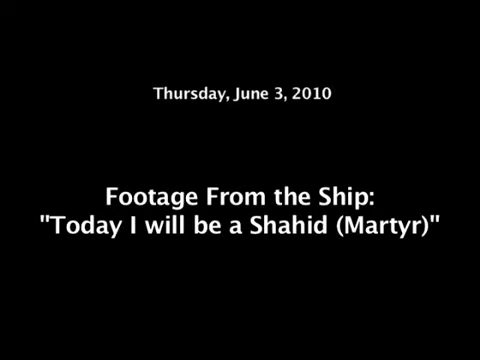 Thursday, June 3, 2010
Footage From the Ship:
"Today I will be a Shahid (Martyr)"